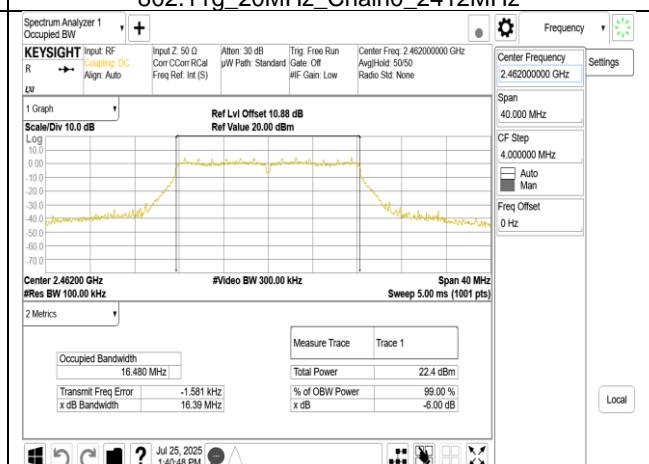 802.11g_20MHz_Chain0_2412MHz
Spectrum Analyzer 1
Occupied BW
Frequency
KEYSIGHT
R
LXI
Input: RF
Coupling: DC
Align: Auto
Input Z: 50 Ω
Corr CCorr RCal
Freq Ref: Int (S)
Atten: 30 dB
µW Path: Standard
Trig: Free Run
Gate: Off
#IF Gain: Low
Center Freq: 2.462000000 GHz
Avg|Hold: 50/50
Radio Std: None
Center Frequency
2.462000000 GHz
Settings
Span
40.000 MHz
CF Step
4.000000 MHz
Auto
Man
Freq Offset
0 Hz
Local
1 Graph
Scale/Div 10.0 dB
Ref Lvl Offset 10.88 dB
Ref Value 20.00 dBm
Log
10.0
0.00
-10.0
-20.0
-30.0
-40.0
-50.0
-60.0
-70.0
Center 2.46200 GHz
#Res BW 100.00 kHz
#Video BW 300.00 kHz
Span 40 MHz
Sweep 5.00 ms (1001 pts)
2 Metrics
Measure Trace
Trace 1
Occupied Bandwidth
16.480 MHz
Total Power
22.4 dBm
Transmit Freq Error
-1.581 kHz
% of OBW Power
99.00 %
x dB Bandwidth
16.39 MHz
x dB
-6.00 dB
Jul 25, 2025
1:40:48 PM